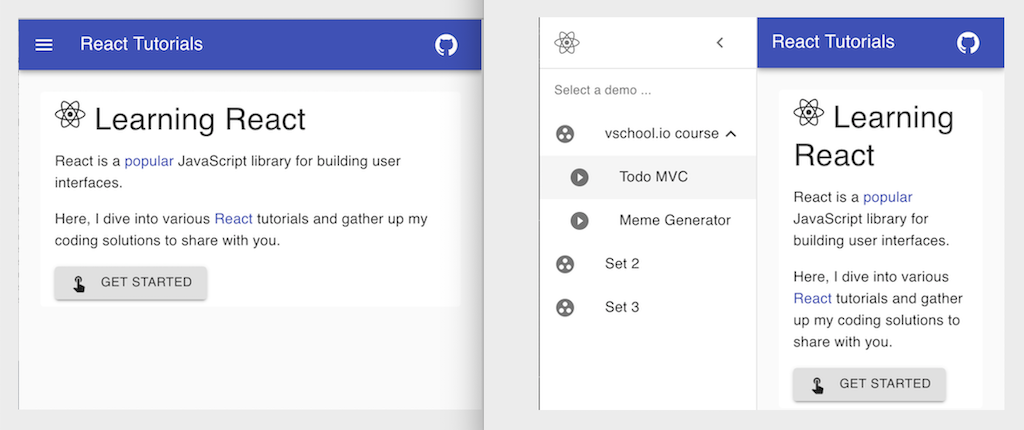 React Tutorials
Learning React
React is a popular JavaScript library for building user
interfaces.
Here, I dive into various React tutorials and gather up my
coding solutions to share with you.
GET STARTED
Select a demo ...
vschool.io course
Todo MVC
Meme Generator
Set 2
Set 3
React Tutorials
Learning
React
React is a popular
JavaScript library for
building user interfaces.
Here, I dive into various
React tutorials and gather
up my coding solutions to
share with you.
GET STARTED